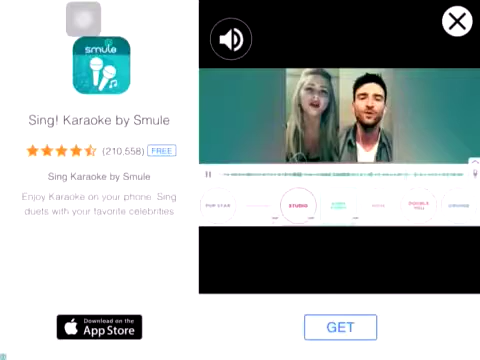 smule
Sing! Karaoke by Smule
(210,558) FREE
Sing Karaoke by Smule
Enjoy Karaoke on your phone. Sing
duets with your favorite celebrities
Download on the
App Store
POP STAR
STUDIO
GET